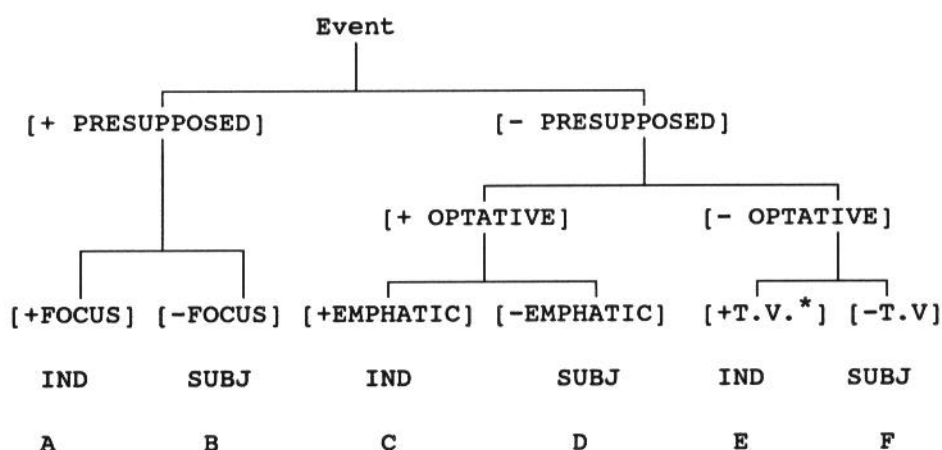 Event
[+ PRESUPPOSED] [- PRESUPPOSED]
[+ OPTATIVE] [- OPTATIVE]
[+FOCUS] [-FOCUS] [+EMPHATIC] [-EMPHATIC] [+T.V.*] [-T.V]
IND SUBJ IND SUBJ IND SUBJ
A B C D E F